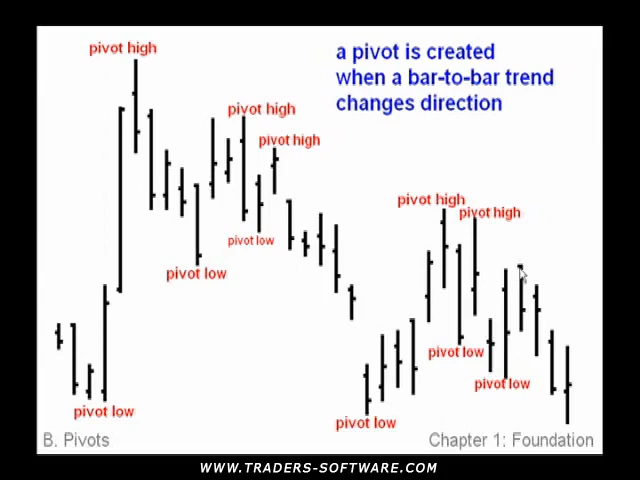 pivot high
a pivot is created
when a bar-to-bar trend
changes direction
pivot high
pivot high
pivot high
pivot high
pivot low
pivot low
pivot low
pivot low
pivot low
pivot low
B. Pivots
Chapter 1: Foundation
WWW.TRADERS-SOFTWARE.COM